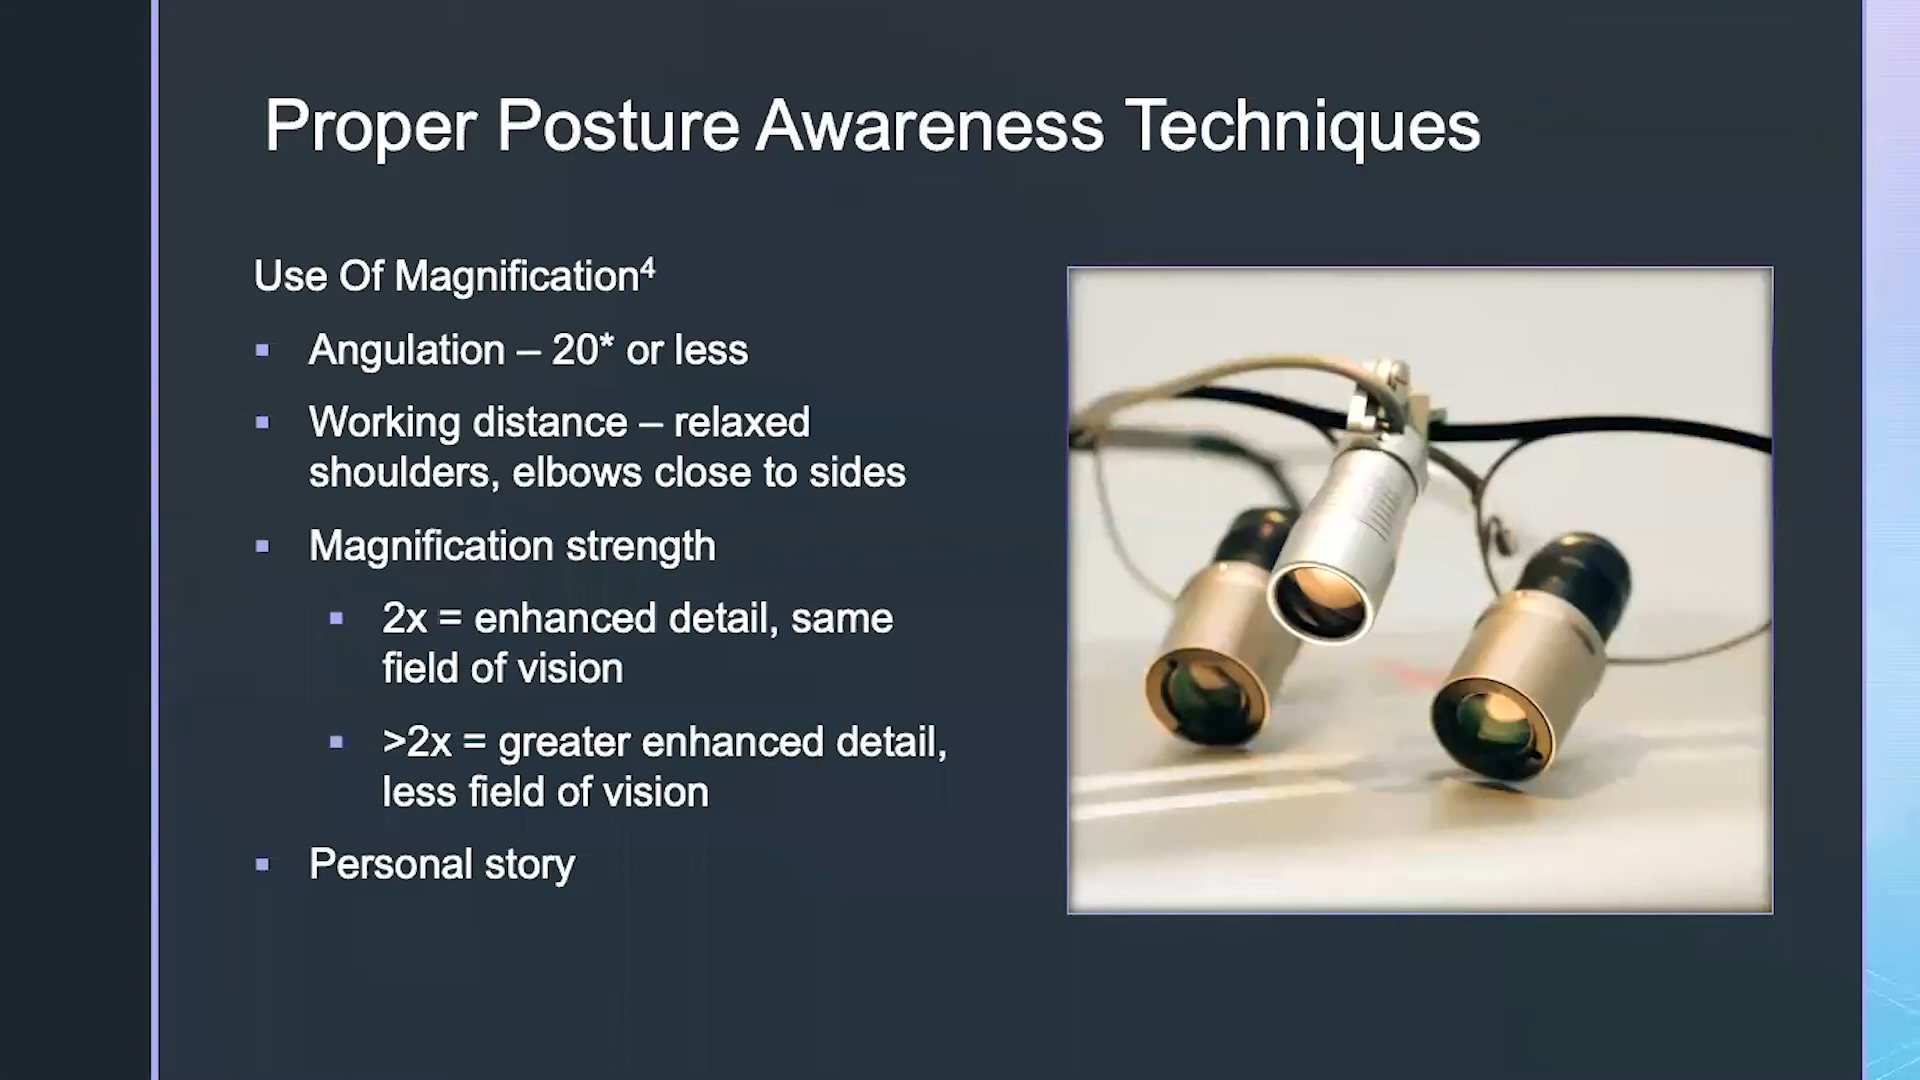 Proper Posture Awareness Techniques
Use Of Magnification⁴
▪ Angulation – 20* or less
▪ Working distance – relaxed
shoulders, elbows close to sides
▪ Magnification strength
▪ 2x = enhanced detail, same
field of vision
▪ >2x = greater enhanced detail,
less field of vision
▪ Personal story